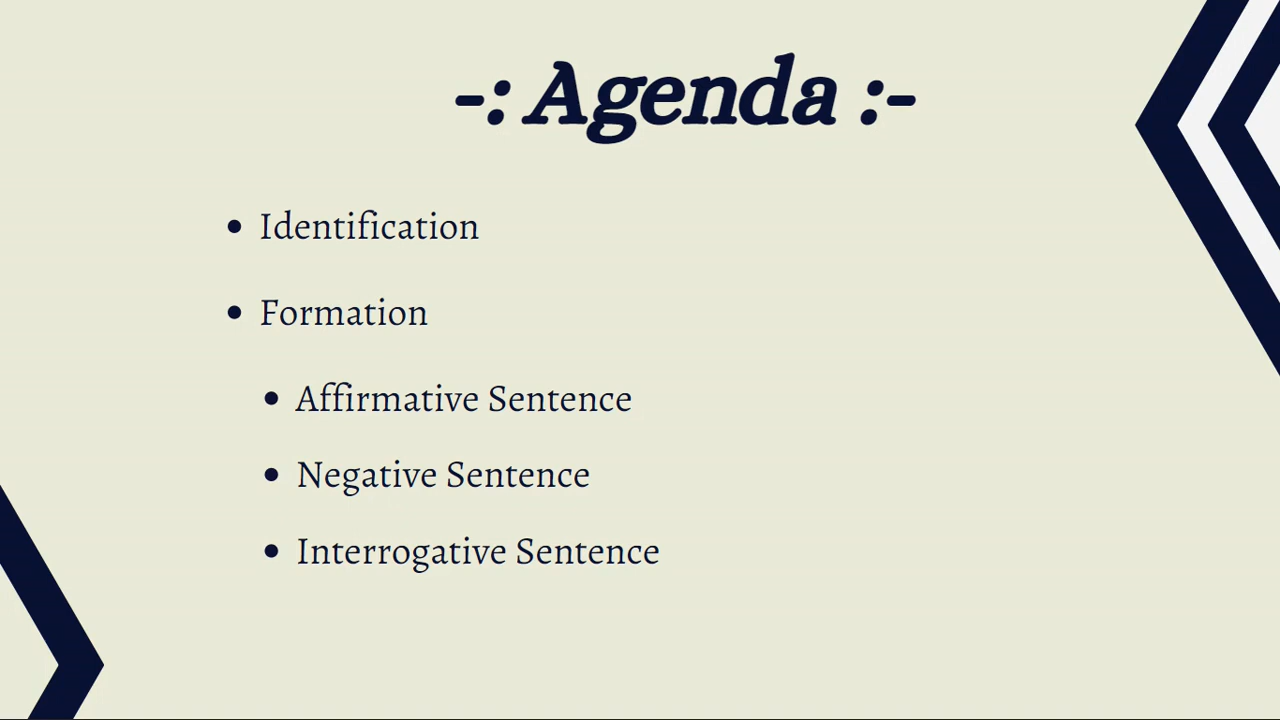 -: Agenda :-
• Identification
• Formation
• Affirmative Sentence
• Negative Sentence
• Interrogative Sentence